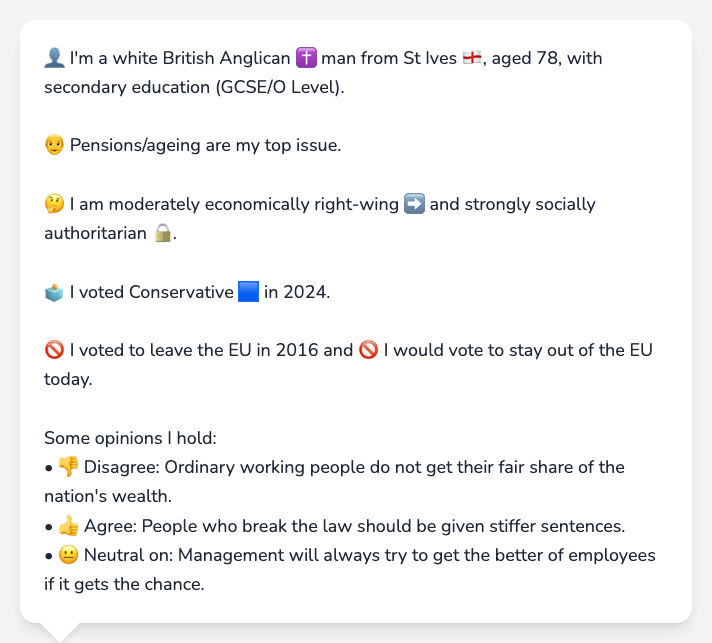 👤 I'm a white British Anglican ✝️ man from St Ives 🏴󠁧󠁢󠁥󠁮󠁧󠁿, aged 78, with
secondary education (GCSE/O Level).
👴 Pensions/ageing are my top issue.
🤔 I am moderately economically right-wing ➡️ and strongly socially
authoritarian 🔒.
🗳️ I voted Conservative 🟦 in 2024.
🚫 I voted to leave the EU in 2016 and 🚫 I would vote to stay out of the EU
today.
Some opinions I hold:
• 👎 Disagree: Ordinary working people do not get their fair share of the
nation's wealth.
• 👍 Agree: People who break the law should be given stiffer sentences.
• 😐 Neutral on: Management will always try to get the better of employees
if it gets the chance.